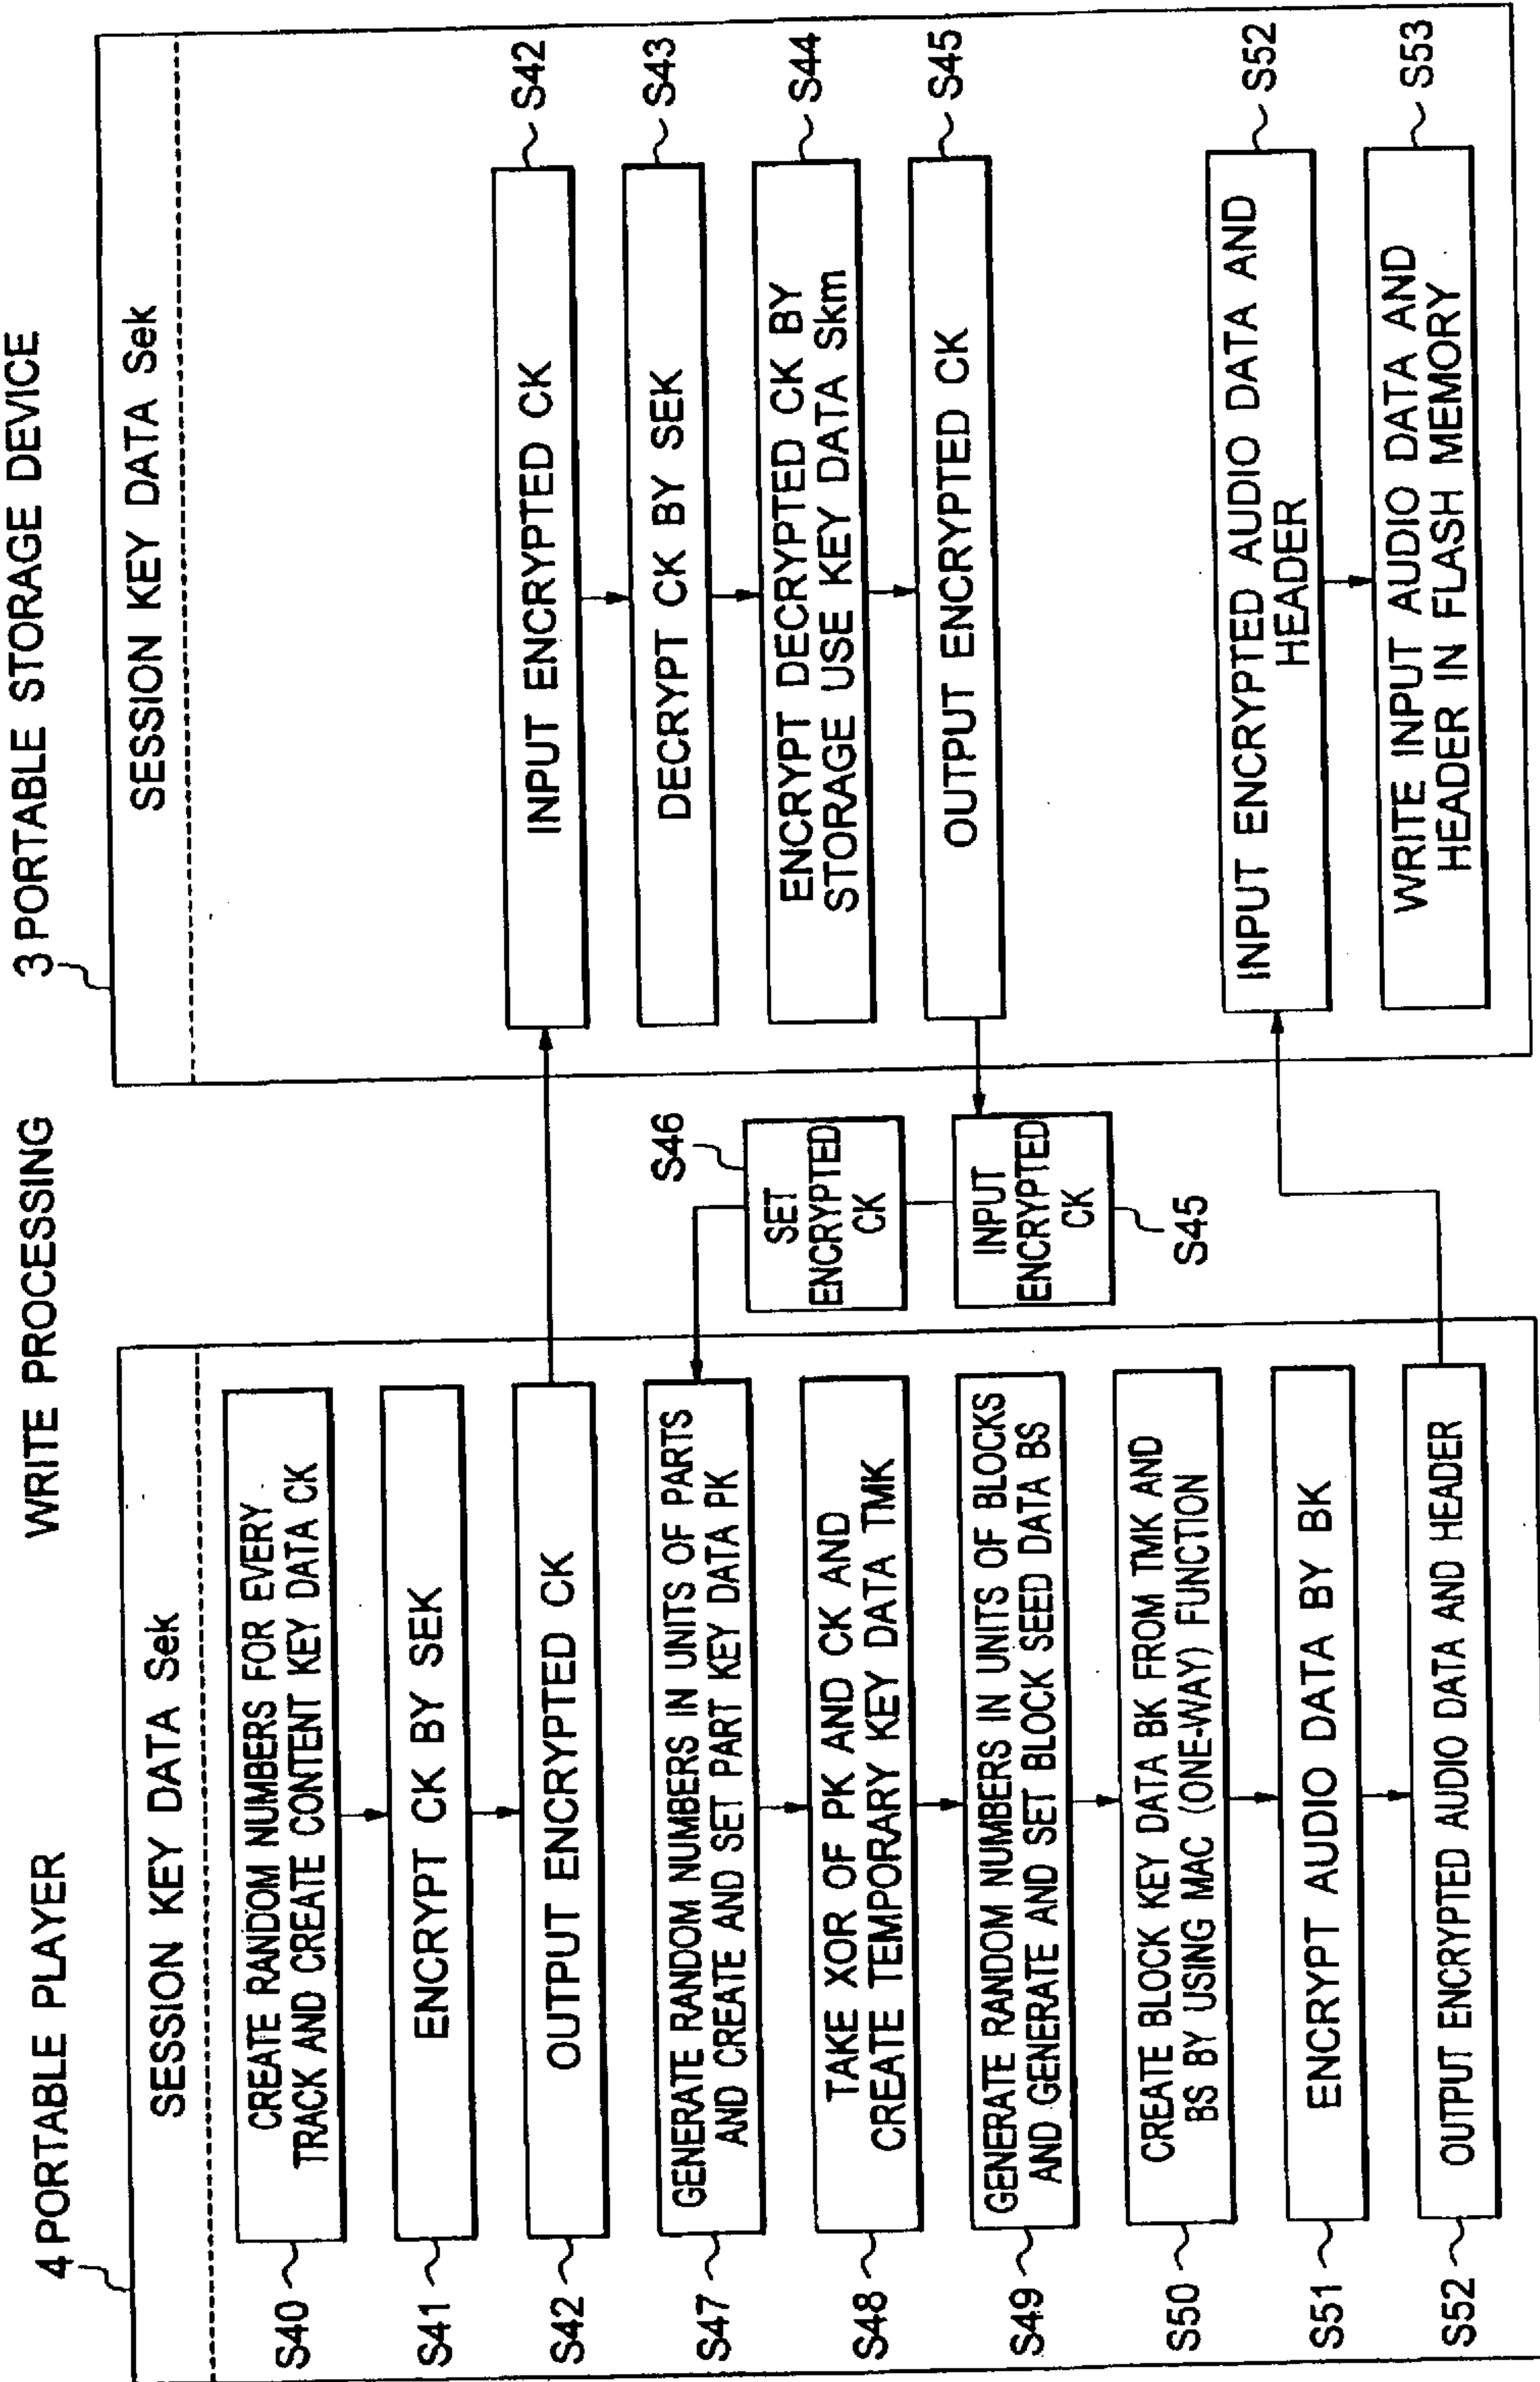 WRITE PROCESSING
4 PORTABLE PLAYER
SESSION KEY DATA Sek
S40
CREATE RANDOM NUMBERS FOR EVERY
TRACK AND CREATE CONTENT KEY DATA CK
S41
ENCRYPT CK BY SEK
S42
OUTPUT ENCRYPTED CK
S47
GENERATE RANDOM NUMBERS IN UNITS OF PARTS
AND CREATE AND SET PART KEY DATA PK
S48
TAKE XOR OF PK AND CK AND
CREATE TEMPORARY KEY DATA TMK
S49
GENERATE RANDOM NUMBERS IN UNITS OF BLOCKS
AND GENERATE AND SET BLOCK SEED DATA BS
S50
CREATE BLOCK KEY DATA BK FROM TMK AND
BS BY USING MAC (ONE-WAY) FUNCTION
S51
ENCRYPT AUDIO DATA BY BK
S52
OUTPUT ENCRYPTED AUDIO DATA AND HEADER
S46
SET
ENCRYPTED
CK
INPUT
ENCRYPTED
CK
S45
3 PORTABLE STORAGE DEVICE
SESSION KEY DATA Sek
INPUT ENCRYPTED CK
S42
DECRYPT CK BY SEK
S43
ENCRYPT DECRYPTED CK BY
STORAGE USE KEY DATA Skm
S44
OUTPUT ENCRYPTED CK
S45
INPUT ENCRYPTED AUDIO DATA AND
HEADER
S52
WRITE INPUT AUDIO DATA AND
HEADER IN FLASH MEMORY
S53